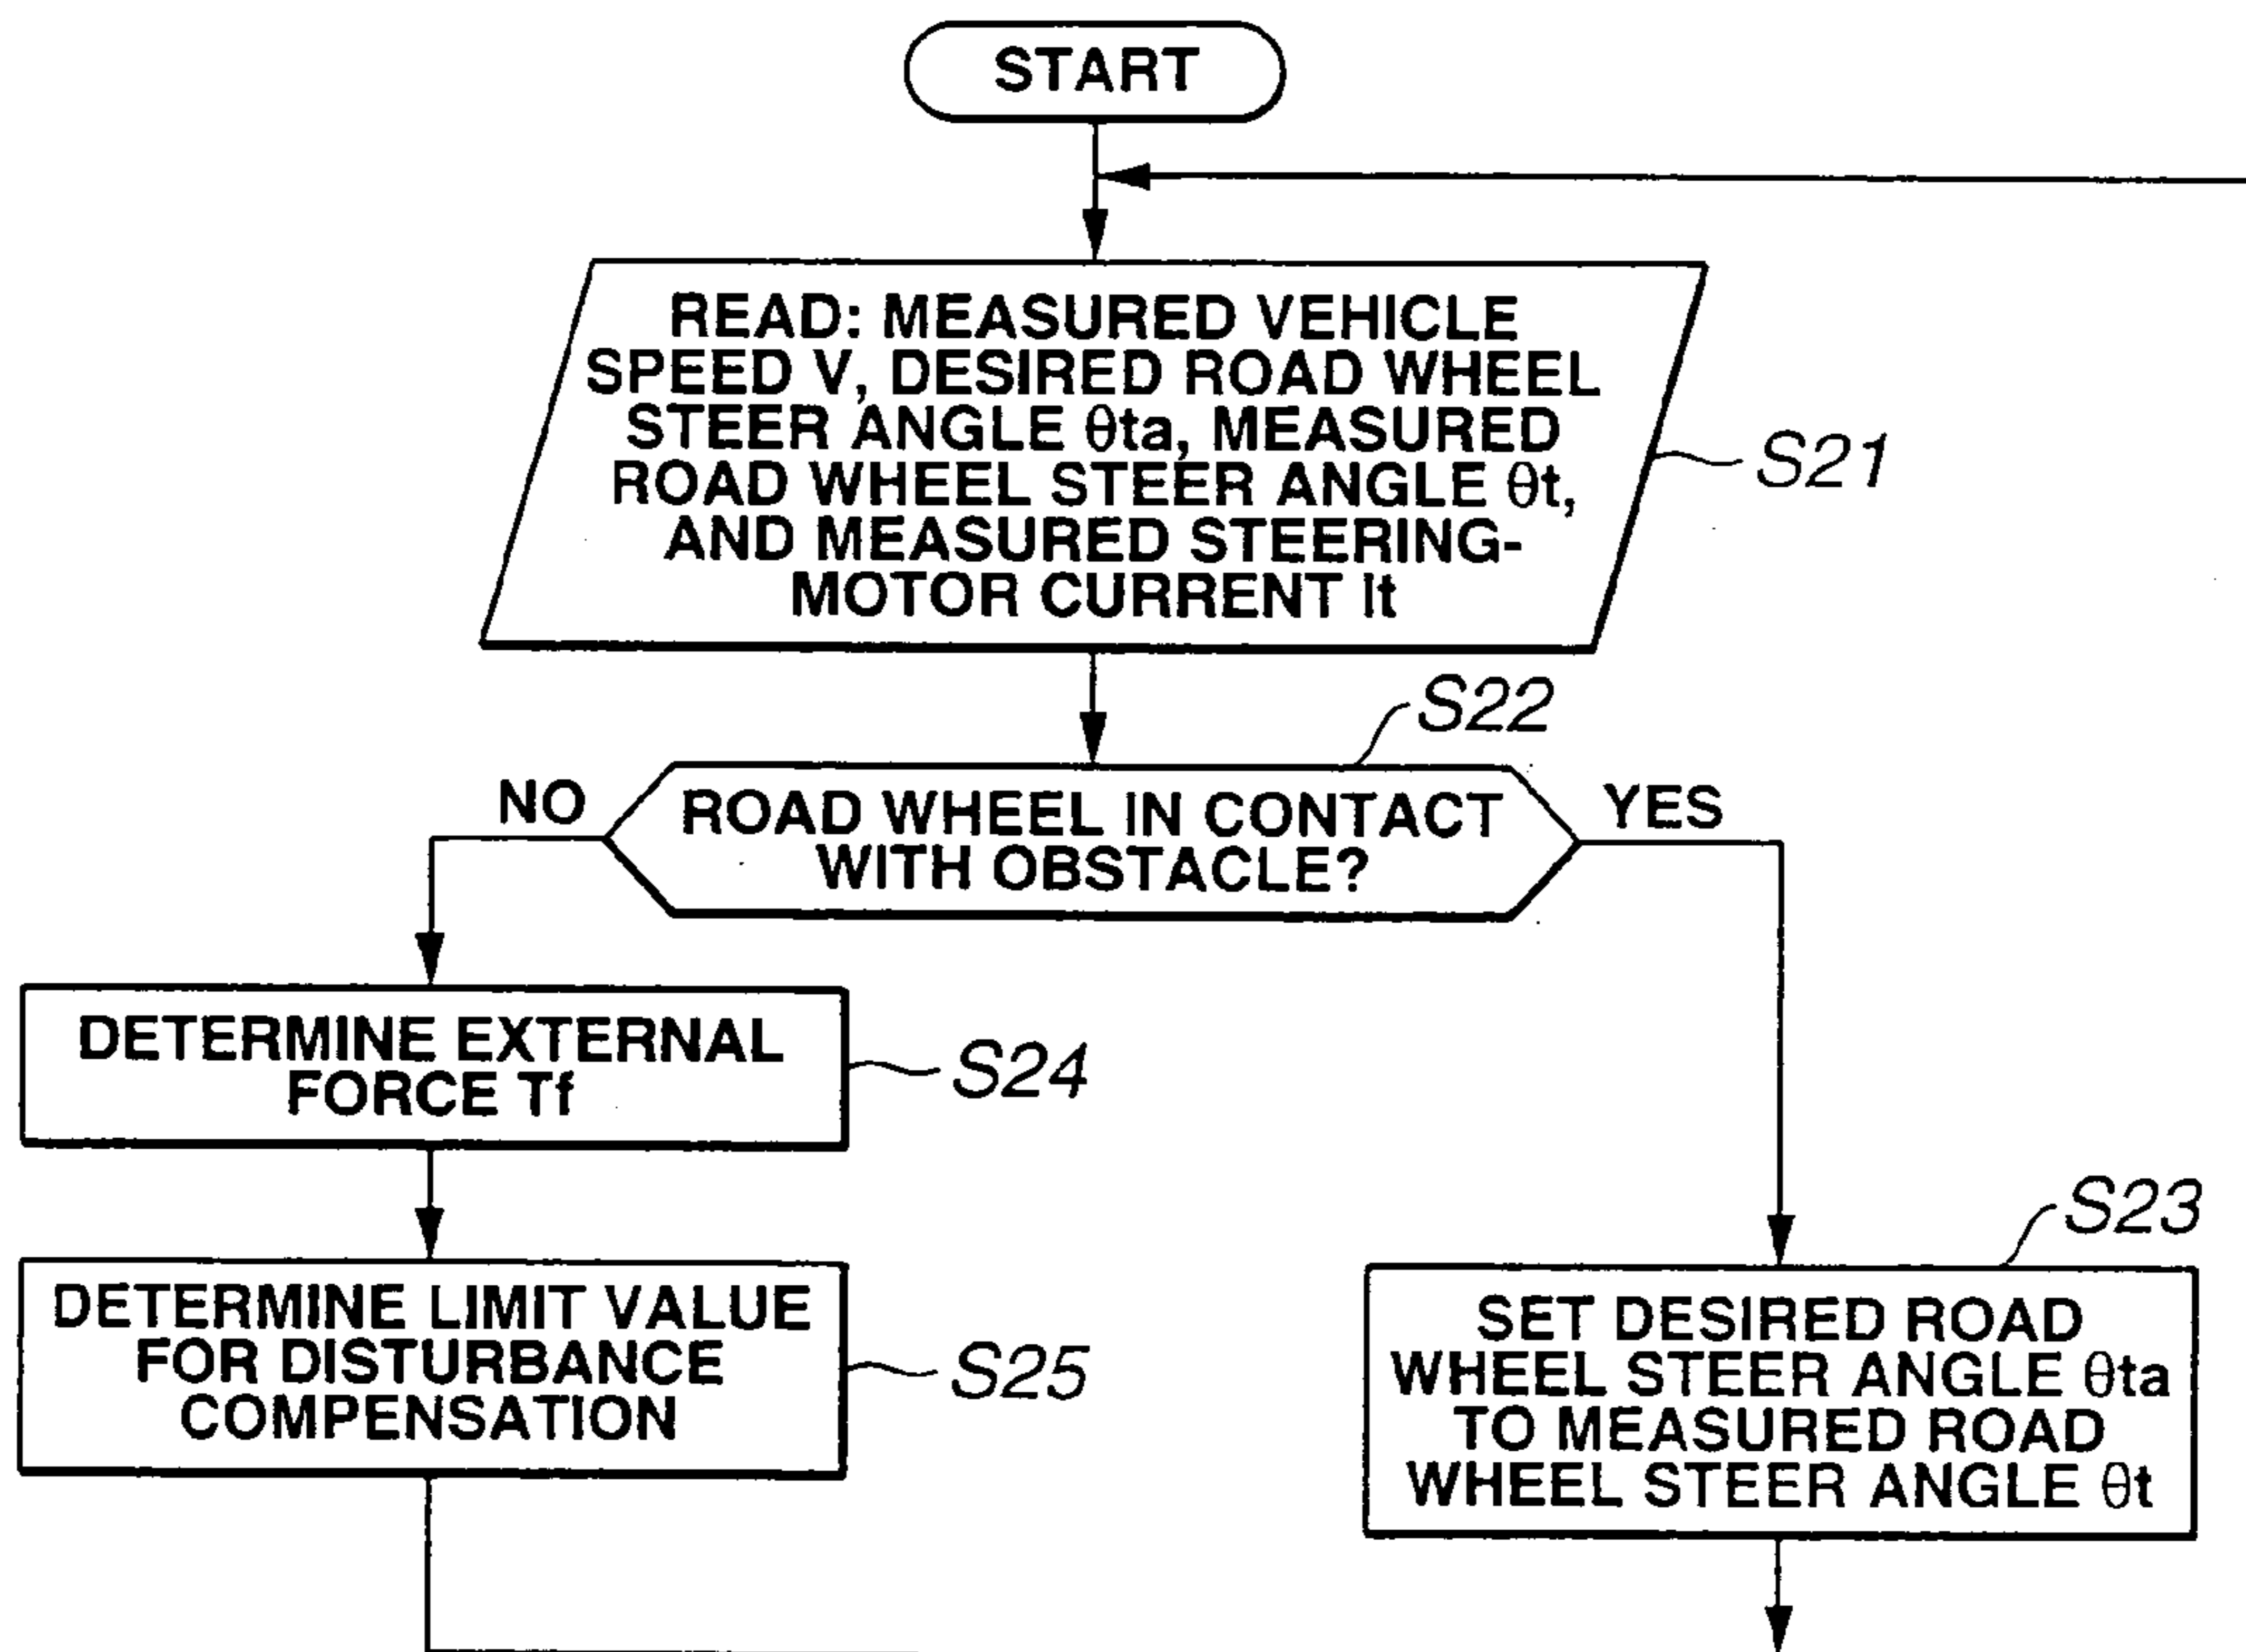 START
READ: MEASURED VEHICLE
SPEED V, DESIRED ROAD WHEEL
STEER ANGLE θta, MEASURED
ROAD WHEEL STEER ANGLE θt,
AND MEASURED STEERING-
MOTOR CURRENT It
S21
S22
NO
ROAD WHEEL IN CONTACT
WITH OBSTACLE?
YES
DETERMINE EXTERNAL
FORCE Tf
S24
S23
DETERMINE LIMIT VALUE
FOR DISTURBANCE
COMPENSATION
S25
SET DESIRED ROAD
WHEEL STEER ANGLE θta
TO MEASURED ROAD
WHEEL STEER ANGLE θt